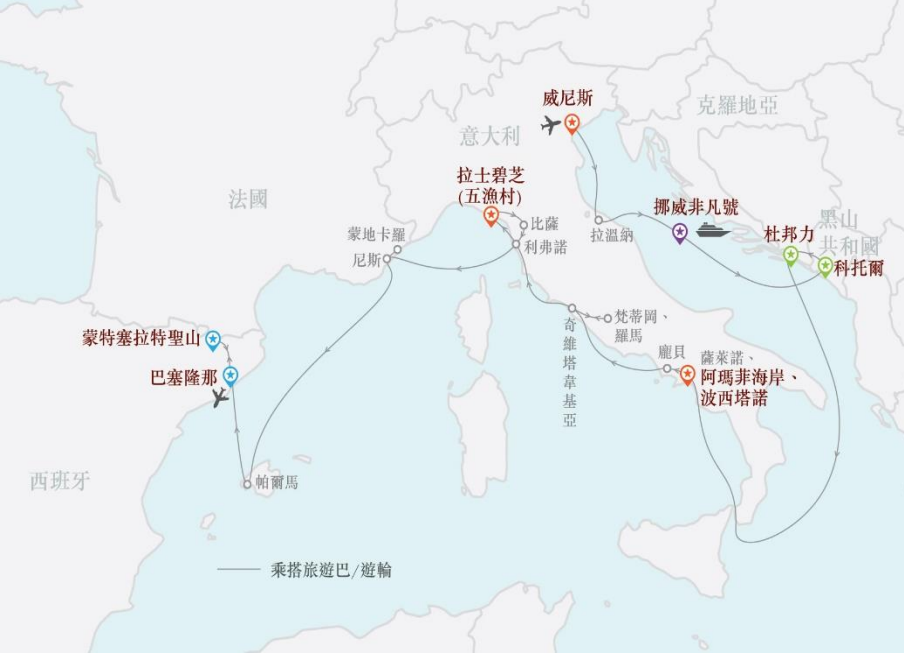 威尼斯
克羅地亞
意大利
拉士碧芝
(五漁村)
法國
比薩
挪威非凡號
黑山
共和國
拉溫納
杜邦力
蒙地卡羅
利弗諾
尼斯
科托爾
梵蒂岡、
羅馬
奇維塔韋基亞
蒙特塞拉特聖山
龐貝
薩萊諾、
阿瑪菲海岸、
波西塔諾
巴塞隆那
西班牙
帕爾馬
乘搭旅遊巴/遊輪